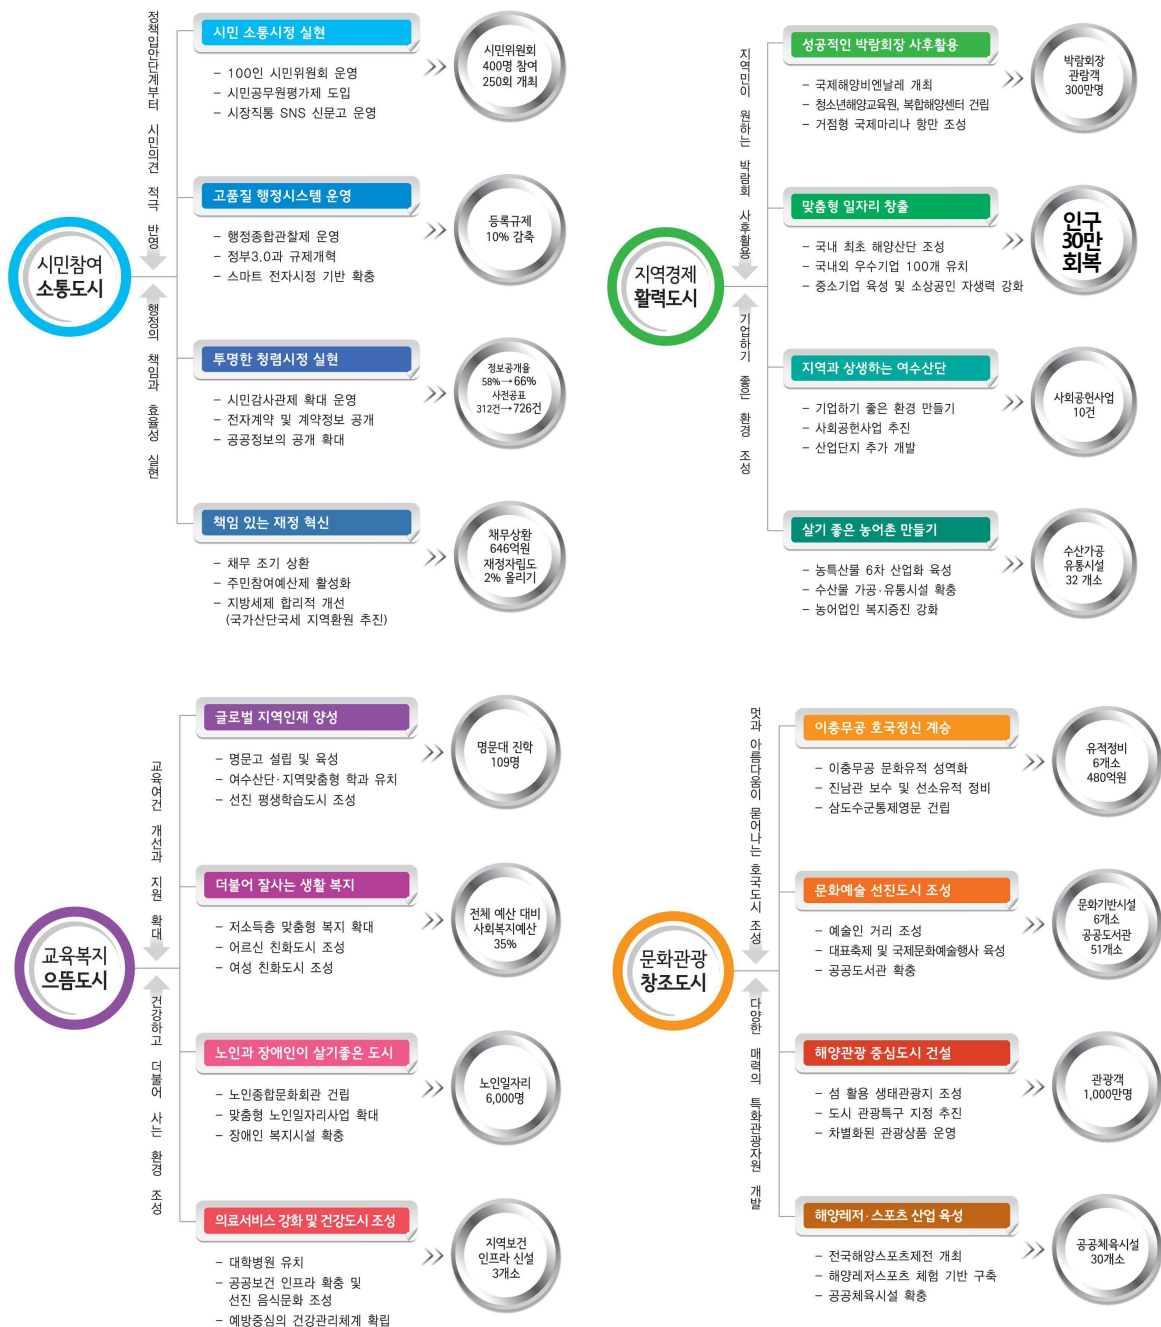 정책입안단계부터 시민의견 적극 반영
시민참여
소통도시
행정의 책임과 효율성 실현
시민 소통시정 실현
- 100인 시민위원회 운영
- 시민공무원평가제 도입
- 시장직통 SNS 신문고 운영
시민위원회
400명 참여
250회 개최
고품질 행정시스템 운영
- 행정종합관찰제 운영
- 정부3.0과 규제개혁
- 스마트 전자시정 기반 확충
등록규제
10% 감축
투명한 청렴시정 실현
- 시민감사관제 확대 운영
- 전자계약 및 계약정보 공개
- 공공정보의 공개 확대
정보공개율
58%→66%
사전공표
312건→726건
책임 있는 재정 혁신
- 채무 조기 상환
- 주민참여예산제 활성화
- 지방세제 합리적 개선
(국가산단국세 지역환원 추진)
채무상환
646억원
재정자립도
2% 올리기
지역민이 원하는 박람회 사후활용
지역경제
활력도시
기업하기 좋은 환경 조성
성공적인 박람회장 사후활용
- 국제해양비엔날레 개최
- 청소년해양교육원, 복합해양센터 건립
- 거점형 국제마리나 항만 조성
박람회장
관람객
300만명
맞춤형 일자리 창출
- 국내 최초 해양산단 조성
- 국내외 우수기업 100개 유치
- 중소기업 육성 및 소상공인 자생력 강화
인구
30만
회복
지역과 상생하는 여수산단
- 기업하기 좋은 환경 만들기
- 사회공헌사업 추진
- 산업단지 추가 개발
사회공헌사업
10건
살기 좋은 농어촌 만들기
- 농특산물 6차 산업화 육성
- 수산물 가공·유통시설 확충
- 농어업인 복지증진 강화
수산가공
유통시설
32 개소
교육여건 개선과 지원 확대
교육복지
으뜸도시
건강하고 더불어 사는 환경 조성
글로벌 지역인재 양성
- 명문고 설립 및 육성
- 여수산단·지역맞춤형 학과 유치
- 선진 평생학습도시 조성
명문대 진학
109명
더불어 잘사는 생활 복지
- 저소득층 맞춤형 복지 확대
- 어르신 친화도시 조성
- 여성 친화도시 조성
전체 예산 대비
사회복지예산
35%
노인과 장애인이 살기좋은 도시
- 노인종합문화회관 건립
- 맞춤형 노인일자리사업 확대
- 장애인 복지시설 확충
노인일자리
6,000명
의료서비스 강화 및 건강도시 조성
- 대학병원 유치
- 공공보건 인프라 확충 및
선진 음식문화 조성
- 예방중심의 건강관리체계 확립
지역보건
인프라 신설
3개소
멋과 아름다움이 묻어나는 호국도시 조성
문화관광
창조도시
다양한 매력의 특화관광자원 개발
이충무공 호국정신 계승
- 이충무공 문화유적 성역화
- 진남관 보수 및 선소유적 정비
- 삼도수군통제영문 건립
유적정비
6개소
480억원
문화예술 선진도시 조성
- 예술인 거리 조성
- 대표축제 및 국제문화예술행사 육성
- 공공도서관 확충
문화기반시설
6개소
공공도서관
51개소
해양관광 중심도시 건설
- 섬 활용 생태관광지 조성
- 도시 관광특구 지정 추진
- 차별화된 관광상품 운영
관광객
1,000만명
해양레저·스포츠 산업 육성
- 전국해양스포츠제전 개최
- 해양레저스포츠 체험 기반 구축
- 공공체육시설 확충
공공체육시설
30개소